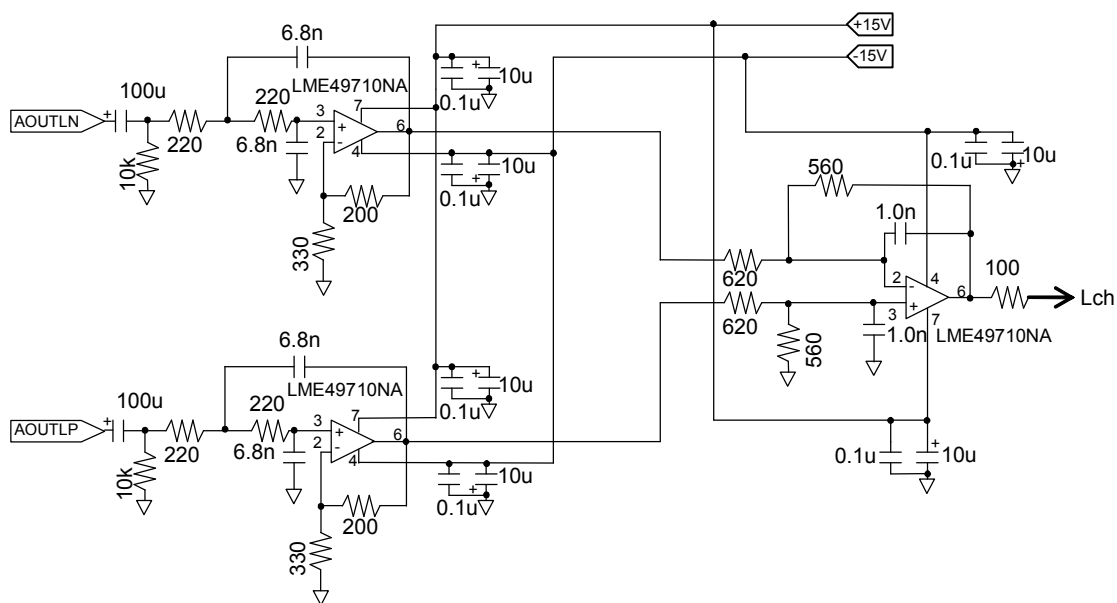 +15V
-15V
6.8n
LME49710NA
10u
0.1u
100u
AOUTLN
220
220
3
2
7
6
4
6.8n
10k
200
330
10u
0.1u
0.1u
10u
560
1.0n
620
620
2
3
4
6
7
100
Lch
1.0n
LME49710NA
560
6.8n
LME49710NA
10u
0.1u
100u
AOUTLP
220
220
3
2
7
6
4
6.8n
10k
200
330
10u
0.1u
0.1u
10u